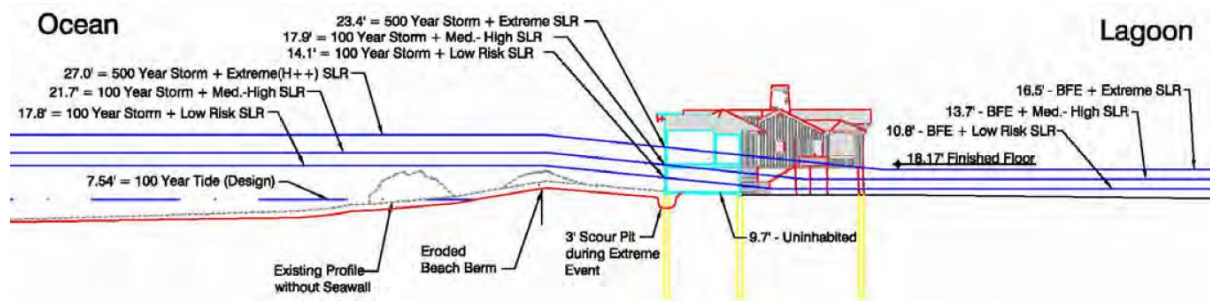 Ocean
Lagoon
23.4' = 500 Year Storm + Extreme SLR
17.9' = 100 Year Storm + Med.- High SLR
14.1' = 100 Year Storm + Low Risk SLR
27.0' = 500 Year Storm + Extreme(H++) SLR
21.7' = 100 Year Storm + Med.-High SLR
17.8' = 100 Year Storm + Low Risk SLR
16.5' - BFE + Extreme SLR
13.7' - BFE + Med.- High SLR
10.8' - BFE + Low Risk SLR
18.17' Finished Floor
7.54' = 100 Year Tide (Design)
Existing Profile
without Seawall
Eroded
Beach Berm
3' Scour Pit
during Extreme
Event
9.7' - Uninhabited